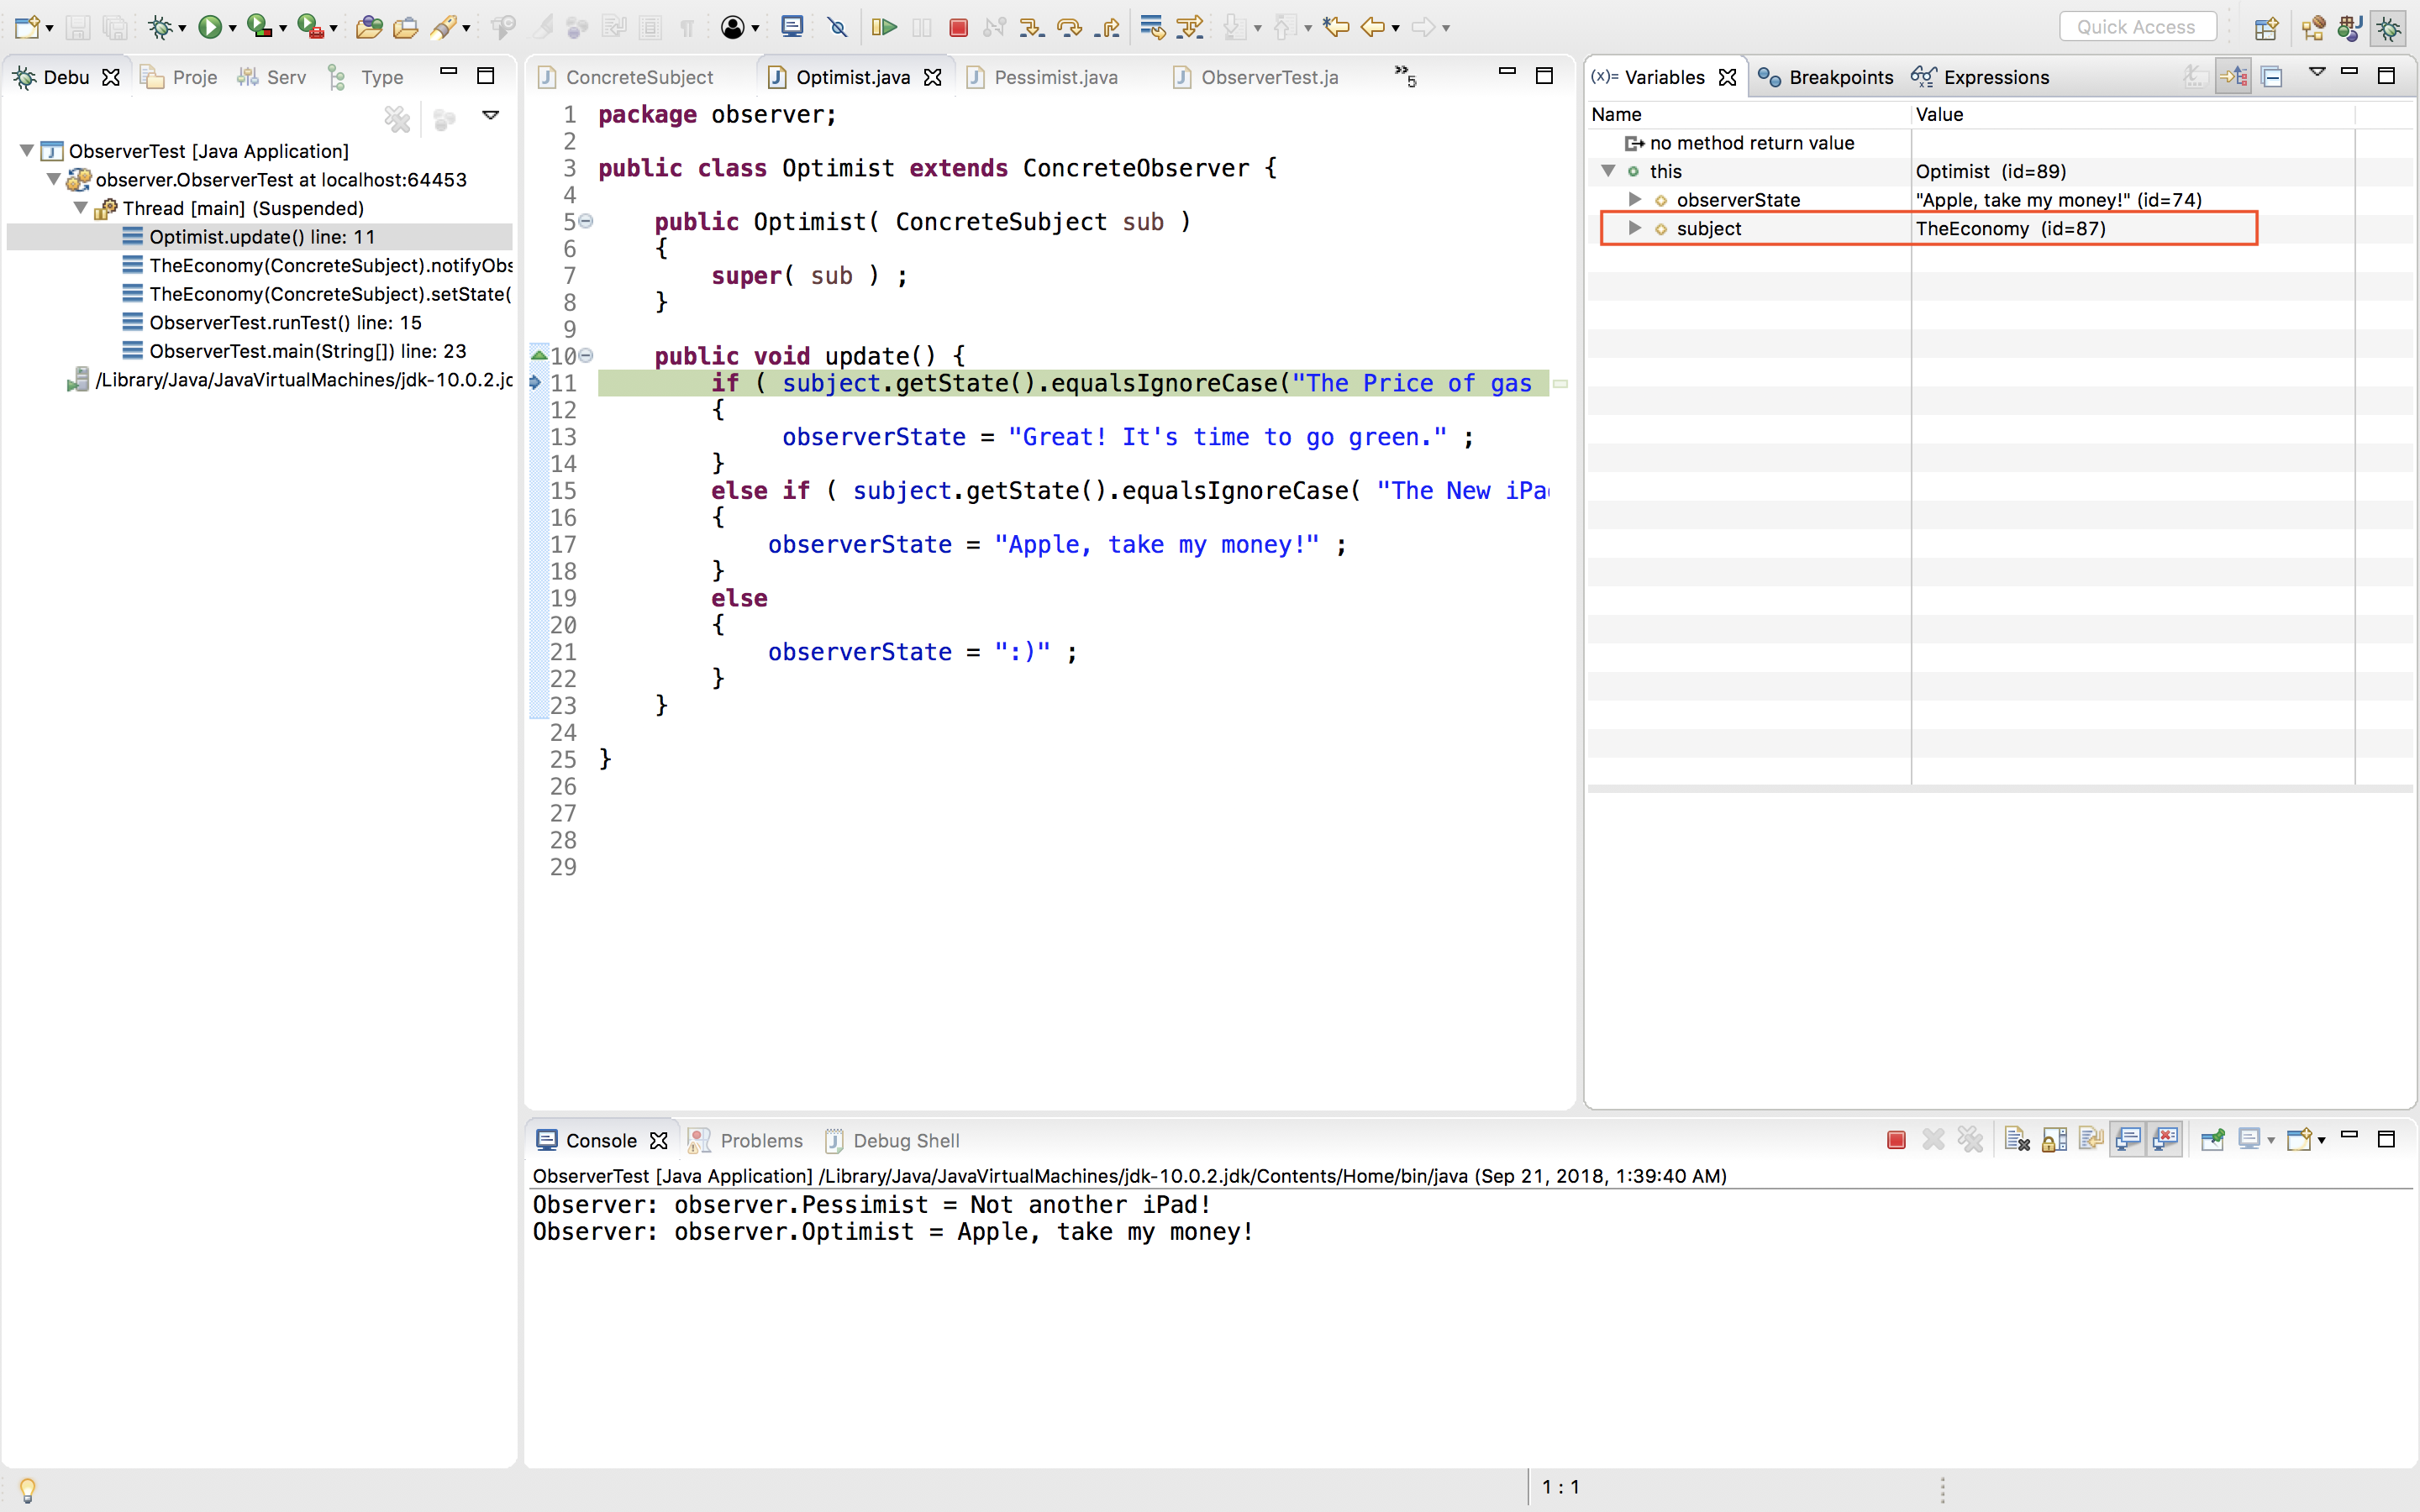 Quick Access
Debu
Proje
Serv
Type
ObserverTest [Java Application]
observer.ObserverTest at localhost:64453
Thread [main] (Suspended)
Optimist.update() line: 11
TheEconomy(ConcreteSubject).notifyObs
TheEconomy(ConcreteSubject).setState(
ObserverTest.runTest() line: 15
ObserverTest.main(String[]) line: 23
/Library/Java/JavaVirtualMachines/jdk-10.0.2.jd
ConcreteSubject
Optimist.java
Pessimist.java
ObserverTest.ja
»5
1 package observer;
2
3 public class Optimist extends ConcreteObserver {
4
5 public Optimist( ConcreteSubject sub )
6 {
7 super( sub ) ;
8 }
9
10 public void update() {
11 if ( subject.getState().equalsIgnoreCase("The Price of gas
12 {
13 observerState = "Great! It's time to go green." ;
14 }
15 else if ( subject.getState().equalsIgnoreCase( "The New iPa
16 {
17 observerState = "Apple, take my money!" ;
18 }
19 else
20 {
21 observerState = ":)" ;
22 }
23 }
24
25 }
26
27
28
29
(x)= Variables
Breakpoints
Expressions
Name Value
no method return value
this Optimist (id=89)
observerState "Apple, take my money!" (id=74)
subject TheEconomy (id=87)
Console
Problems
Debug Shell
ObserverTest [Java Application] /Library/Java/JavaVirtualMachines/jdk-10.0.2.jdk/Contents/Home/bin/java (Sep 21, 2018, 1:39:40 AM)
Observer: observer.Pessimist = Not another iPad!
Observer: observer.Optimist = Apple, take my money!
1 : 1